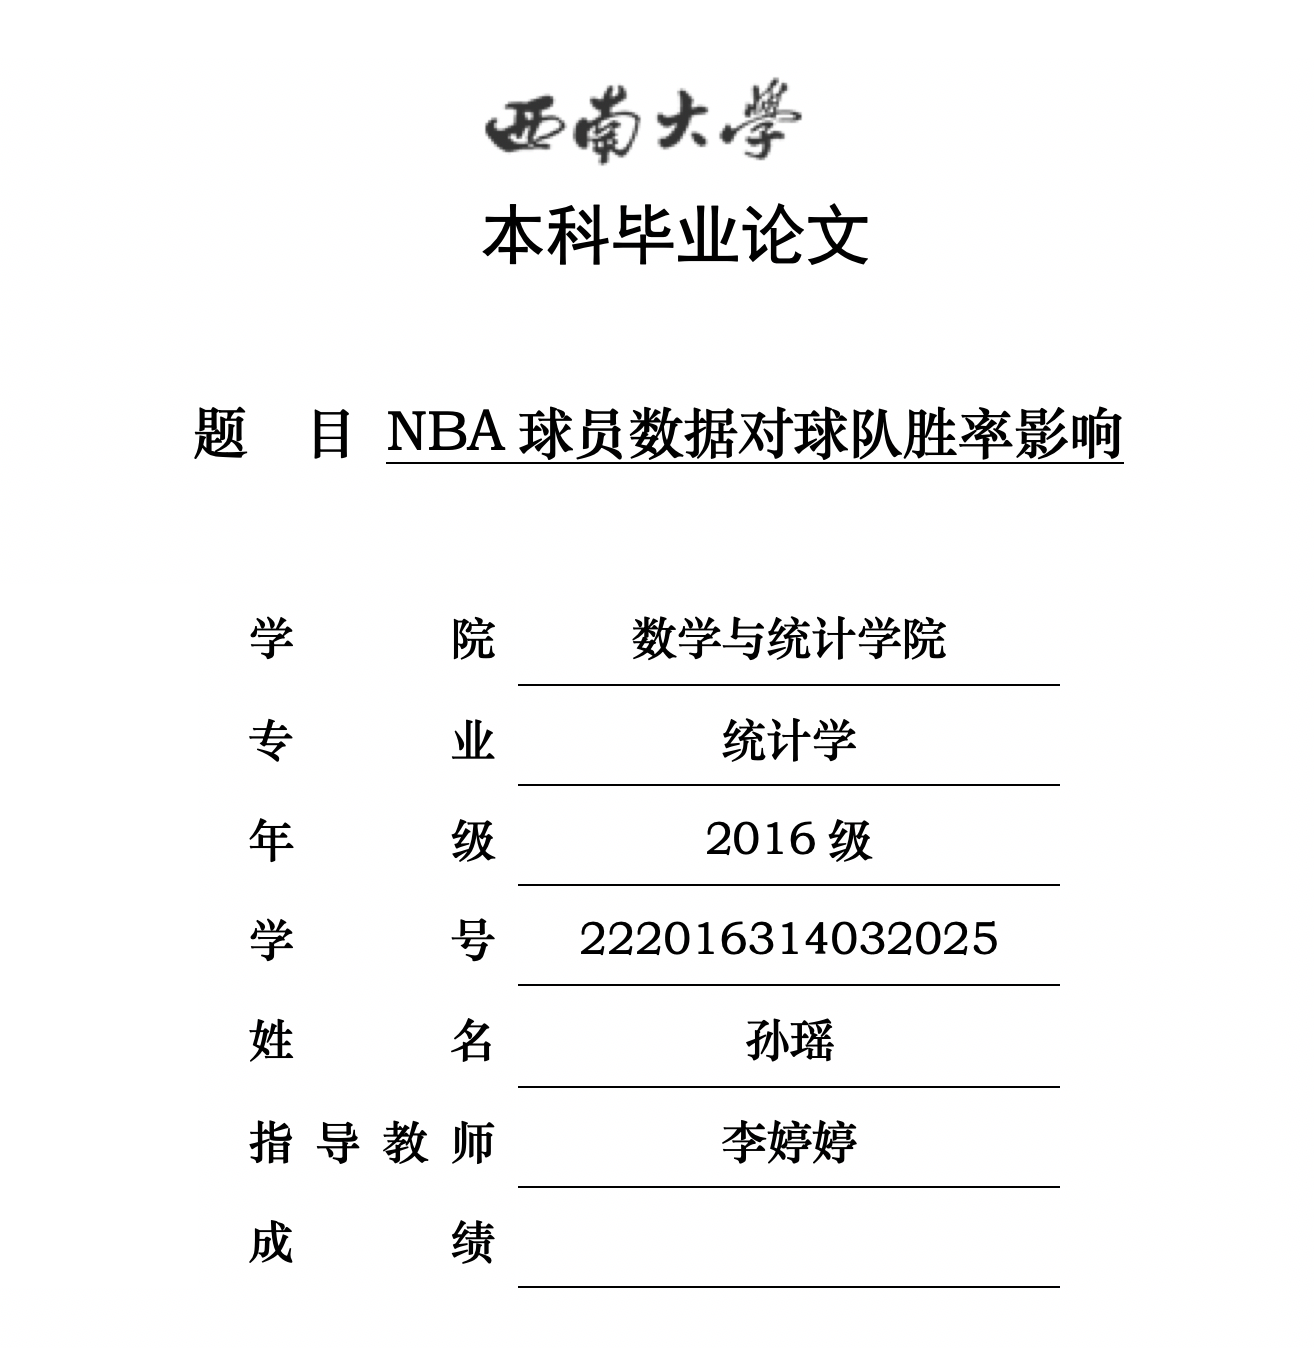 西南大學
本科毕业论文
题 目 NBA 球员数据对球队胜率影响
学 院 数学与统计学院
专 业 统计学
年 级 2016 级
学 号 222016314032025
姓 名 孙瑶
指 导 教 师 李婷婷
成 绩